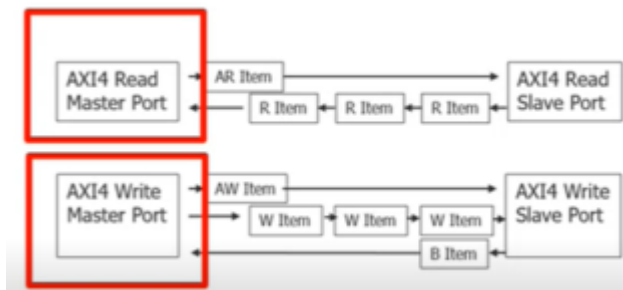 AXI4 Read
Master Port
AR Item
R Item
R Item
R Item
AXI4 Read
Slave Port
AXI4 Write
Master Port
AW Item
W Item
W Item
W Item
B Item
AXI4 Write
Slave Port